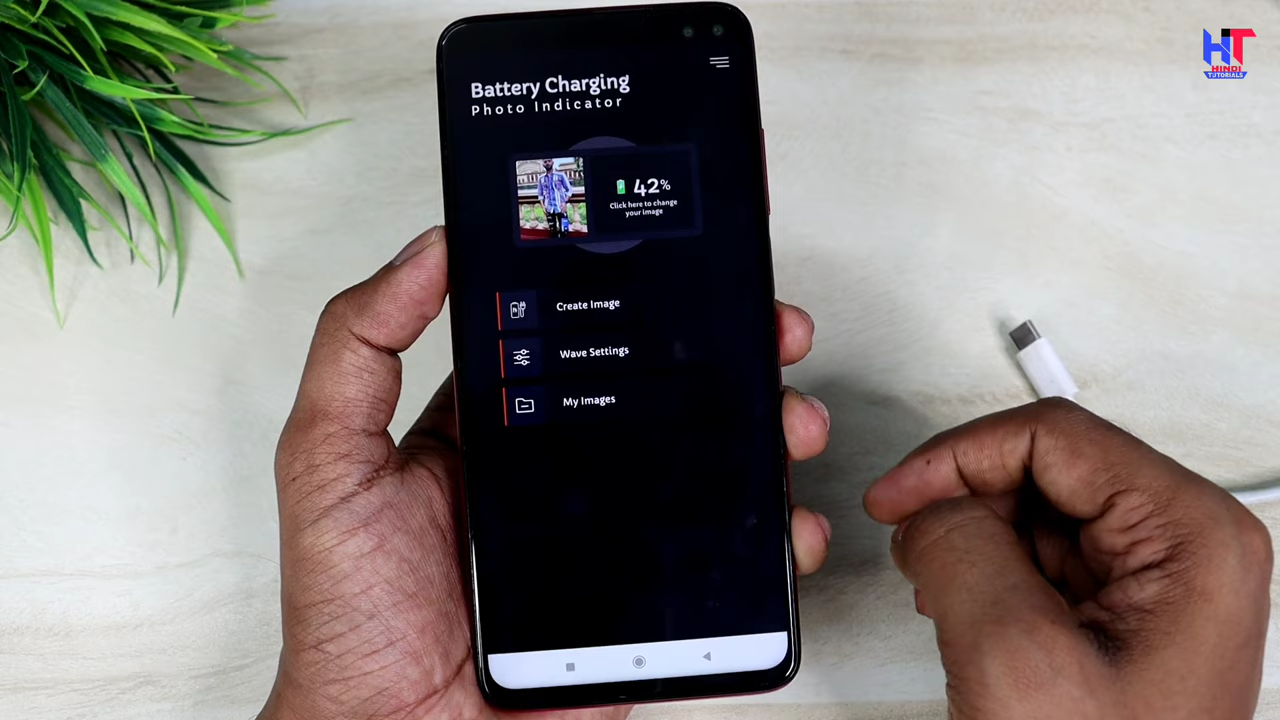 Battery Charging
Photo Indicator
42%
Click here to change
your image
Create Image
Wave Settings
My Images
HT
HINDI
TUTORIALS